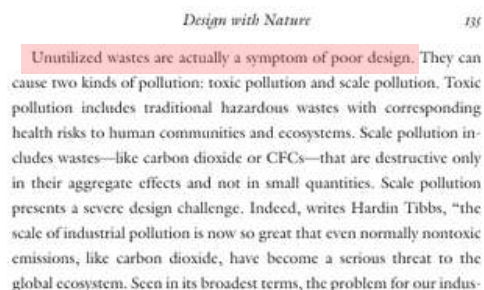 Design with Nature 135
Unutilized wastes are actually a symptom of poor design. They can
cause two kinds of pollution: toxic pollution and scale pollution. Toxic
pollution includes traditional hazardous wastes with corresponding
health risks to human communities and ecosystems. Scale pollution in-
cludes wastes—like carbon dioxide or CFCs—that are destructive only
in their aggregate effects and not in small quantities. Scale pollution
presents a severe design challenge. Indeed, writes Hardin Tibbs, “the
scale of industrial pollution is now so great that even normally nontoxic
emissions, like carbon dioxide, have become a serious threat to the
global ecosystem. Seen in its broadest terms, the problem for our indus-